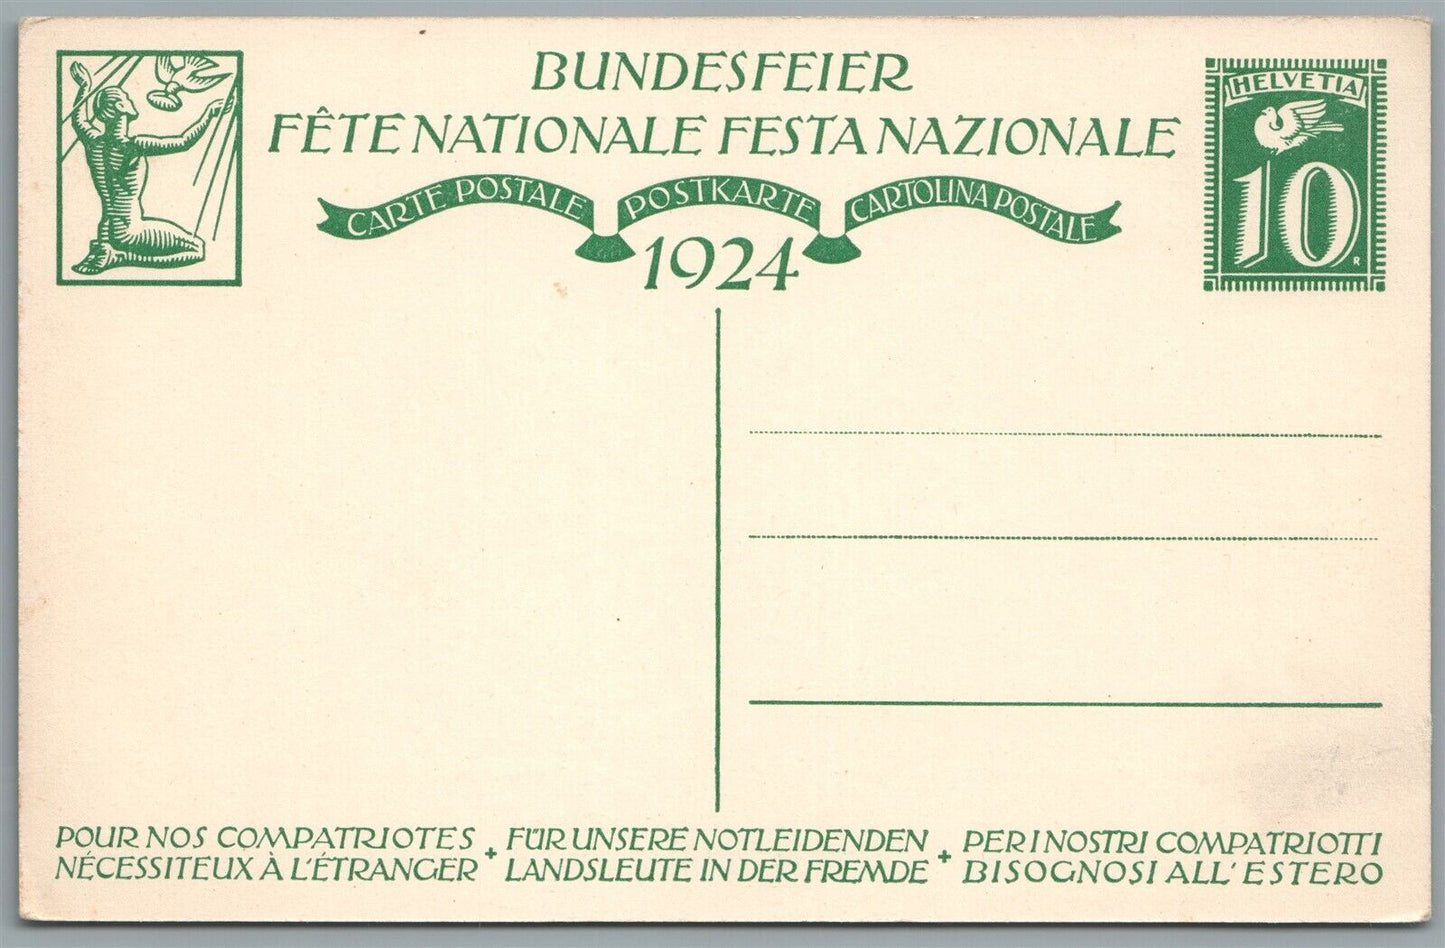 BUNDESFEIER
FÊTE NATIONALE FESTA NAZIONALE
CARTE POSTALE POSTKARTE CARTOLINA POSTALE
1924
HELVETIA
10
R
POUR NOS COMPATRIOTES
NÉCESSITEUX À L'ÉTRANGER
+
FÜR UNSERE NOTLEIDENDEN
LANDSLEUTE IN DER FREMDE
+
PER I NOSTRI COMPATRIOTTI
BISOGNOSI ALL'ESTERO